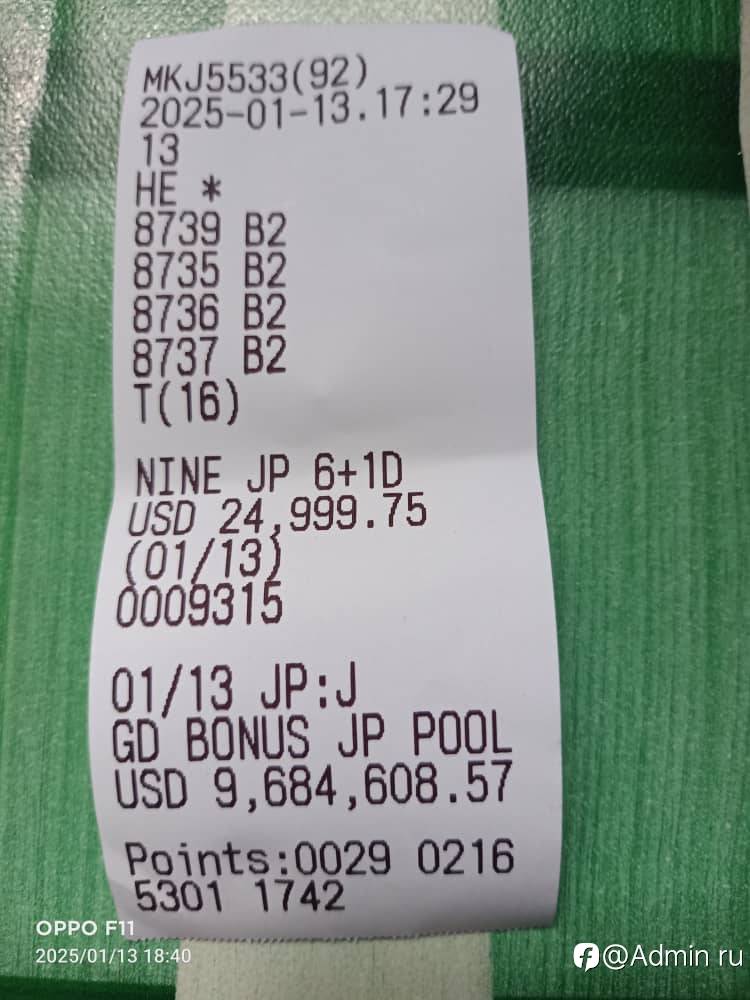 MKJ5533(92)
2025-01-13.17:29
13
HE *
8739 B2
8735 B2
8736 B2
8737 B2
T(16)
NINE JP 6+1D
USD 24,999.75
(01/13)
0009315
01/13 JP:J
GD BONUS JP POOL
USD 9,684,608.57
Points:0029 0216
5301 1742
OPPO F11
2025/01/13 18:40
@Admin ru